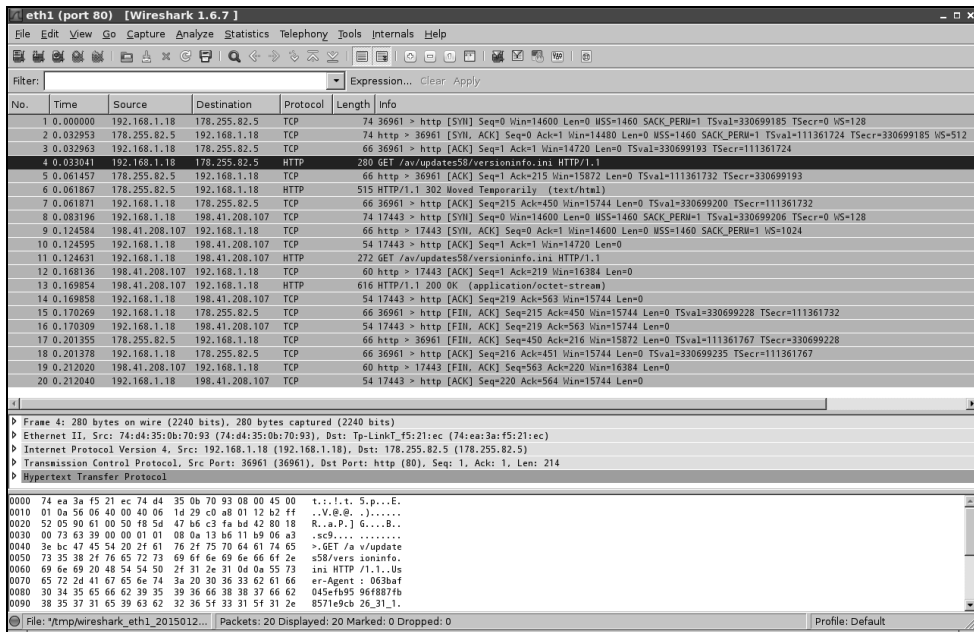 eth1 (port 80) [Wireshark 1.6.7 ]
File Edit View Go Capture Analyze Statistics Telephony Tools Internals Help
Filter: Expression... Clear Apply
No. Time Source Destination Protocol Length Info
1 0.000000 192.168.1.18 178.255.82.5 TCP 74 36961 > http [SYN] Seq=0 Win=14600 Len=0 MSS=1460 SACK_PERM=1 TSval=330699185 TSecr=0 WS=128
2 0.032953 178.255.82.5 192.168.1.18 TCP 74 http > 36961 [SYN, ACK] Seq=0 Ack=1 Win=14480 Len=0 MSS=1460 SACK_PERM=1 TSval=111361724 TSecr=330699185 WS=512
3 0.032963 192.168.1.18 178.255.82.5 TCP 66 36961 > http [ACK] Seq=1 Ack=1 Win=14720 Len=0 TSval=330699193 TSecr=111361724
4 0.033041 192.168.1.18 178.255.82.5 HTTP 280 GET /av/updates58/versioninfo.ini HTTP/1.1
5 0.061457 178.255.82.5 192.168.1.18 TCP 66 http > 36961 [ACK] Seq=1 Ack=215 Win=15872 Len=0 TSval=111361732 TSecr=330699193
6 0.061867 178.255.82.5 192.168.1.18 HTTP 515 HTTP/1.1 302 Moved Temporarily (text/html)
7 0.061871 192.168.1.18 178.255.82.5 TCP 66 36961 > http [ACK] Seq=215 Ack=450 Win=15744 Len=0 TSval=330699200 TSecr=111361732
8 0.083196 192.168.1.18 198.41.208.107 TCP 74 17443 > http [SYN] Seq=0 Win=14600 Len=0 MSS=1460 SACK_PERM=1 TSval=330699206 TSecr=0 WS=128
9 0.124584 198.41.208.107 192.168.1.18 TCP 66 http > 17443 [SYN, ACK] Seq=0 Ack=1 Win=14600 Len=0 MSS=1460 SACK_PERM=1 WS=1024
10 0.124595 192.168.1.18 198.41.208.107 TCP 54 17443 > http [ACK] Seq=1 Ack=1 Win=14720 Len=0
11 0.124631 192.168.1.18 198.41.208.107 HTTP 272 GET /av/updates58/versioninfo.ini HTTP/1.1
12 0.168136 198.41.208.107 192.168.1.18 TCP 60 http > 17443 [ACK] Seq=1 Ack=219 Win=16384 Len=0
13 0.169854 198.41.208.107 192.168.1.18 HTTP 616 HTTP/1.1 200 OK (application/octet-stream)
14 0.169858 192.168.1.18 198.41.208.107 TCP 54 17443 > http [ACK] Seq=219 Ack=563 Win=15744 Len=0
15 0.170269 192.168.1.18 178.255.82.5 TCP 66 36961 > http [FIN, ACK] Seq=215 Ack=450 Win=15744 Len=0 TSval=330699228 TSecr=111361732
16 0.170309 192.168.1.18 198.41.208.107 TCP 54 17443 > http [FIN, ACK] Seq=219 Ack=563 Win=15744 Len=0
17 0.201355 178.255.82.5 192.168.1.18 TCP 66 http > 36961 [FIN, ACK] Seq=450 Ack=216 Win=15872 Len=0 TSval=111361767 TSecr=330699228
18 0.201378 192.168.1.18 178.255.82.5 TCP 66 36961 > http [ACK] Seq=216 Ack=451 Win=15744 Len=0 TSval=330699235 TSecr=111361767
19 0.212020 198.41.208.107 192.168.1.18 TCP 60 http > 17443 [FIN, ACK] Seq=563 Ack=220 Win=16384 Len=0
20 0.212040 192.168.1.18 198.41.208.107 TCP 54 17443 > http [ACK] Seq=220 Ack=564 Win=15744 Len=0
Frame 4: 280 bytes on wire (2240 bits), 280 bytes captured (2240 bits)
Ethernet II, Src: 74:d4:35:0b:70:93 (74:d4:35:0b:70:93), Dst: Tp-LinkT_f5:21:ec (74:ea:3a:f5:21:ec)
Internet Protocol Version 4, Src: 192.168.1.18 (192.168.1.18), Dst: 178.255.82.5 (178.255.82.5)
Transmission Control Protocol, Src Port: 36961 (36961), Dst Port: http (80), Seq: 1, Ack: 1, Len: 214
Hypertext Transfer Protocol
0000 74 ea 3a f5 21 ec 74 d4 35 0b 70 93 08 00 45 00 t.:.!.t. 5.p...E.
0010 01 0a 56 06 40 00 40 06 1d 29 c0 a8 01 12 b2 ff ..V.@.@. .)......
0020 52 05 90 61 00 50 f8 5d 47 b6 c3 fa bd 42 80 18 R..a.P.] G....B..
0030 00 73 63 39 00 00 01 01 08 0a 13 b6 11 b9 06 a3 .sc9.... ........
0040 3e bc 47 45 54 20 2f 61 76 2f 75 70 64 61 74 65 >.GET /a v/update
0050 73 35 38 2f 76 65 72 73 69 6f 6e 69 6e 66 6f 2e s58/vers ioninfo.
0060 69 6e 69 20 48 54 54 50 2f 31 2e 31 0d 0a 55 73 ini HTTP /1.1..Us
0070 65 72 2d 41 67 65 6e 74 3a 20 30 36 33 62 61 66 er-Agent : 063baf
0080 30 34 35 65 66 62 39 35 39 36 66 38 38 37 66 62 045efb95 96f887fb
0090 38 35 37 31 65 39 63 62 32 36 5f 33 31 5f 31 2e 8571e9cb 26_31_1.
File: "/tmp/wireshark_eth1_2015012... Packets: 20 Displayed: 20 Marked: 0 Dropped: 0 Profile: Default